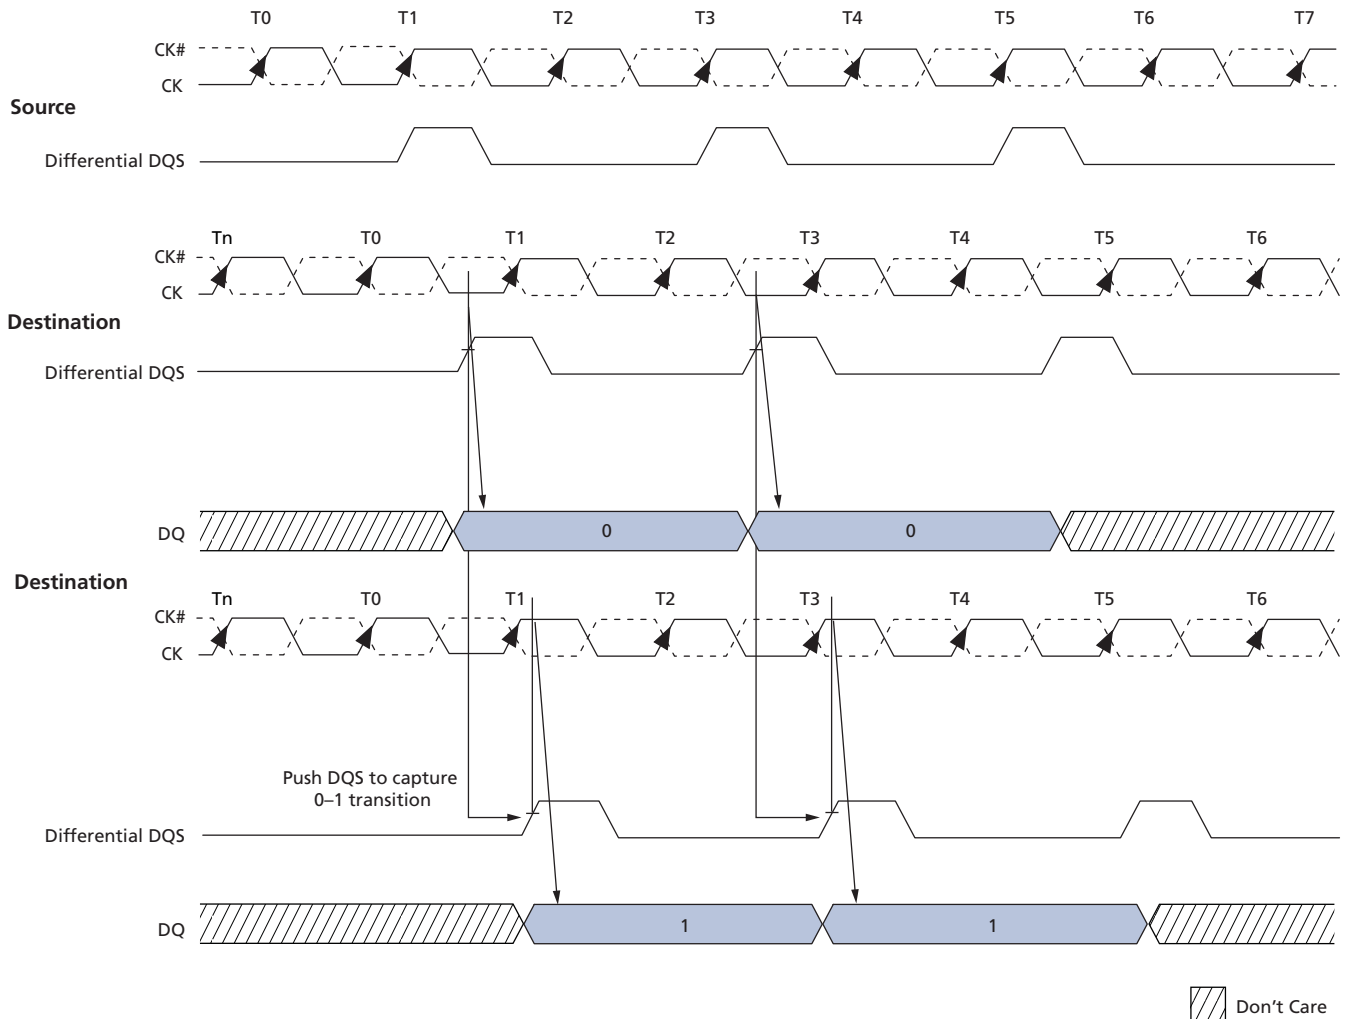 T0 T1 T2 T3 T4 T5 T6 T7
CK#
CK
Source
Differential DQS
Tn T0 T1 T2 T3 T4 T5 T6
CK#
CK
Destination
Differential DQS
DQ 0 0
Destination
Tn T0 T1 T2 T3 T4 T5 T6
CK#
CK
Push DQS to capture
0–1 transition
Differential DQS
DQ 1 1
Don't Care